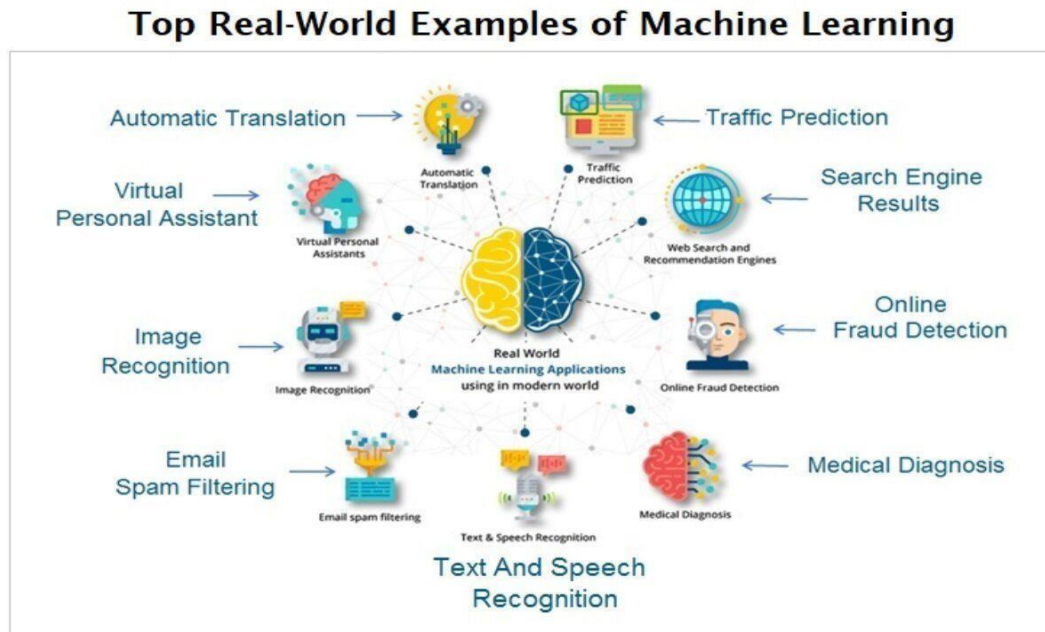 Top Real-World Examples of Machine Learning
Automatic Translation
Automatic
Translation
Traffic Prediction
Traffic
Prediction
Virtual
Personal Assistant
Virtual Personal
Assistants
Search Engine
Results
Web Search and
Recommendation Engines
Image
Recognition
Image Recognition
Real World
Machine Learning Applications
using in modern world
Online
Fraud Detection
Online Fraud Detection
Email
Spam Filtering
Email spam filtering
Text & Speech Recognition
Text And Speech
Recognition
Medical Diagnosis
Medical Diagnosis